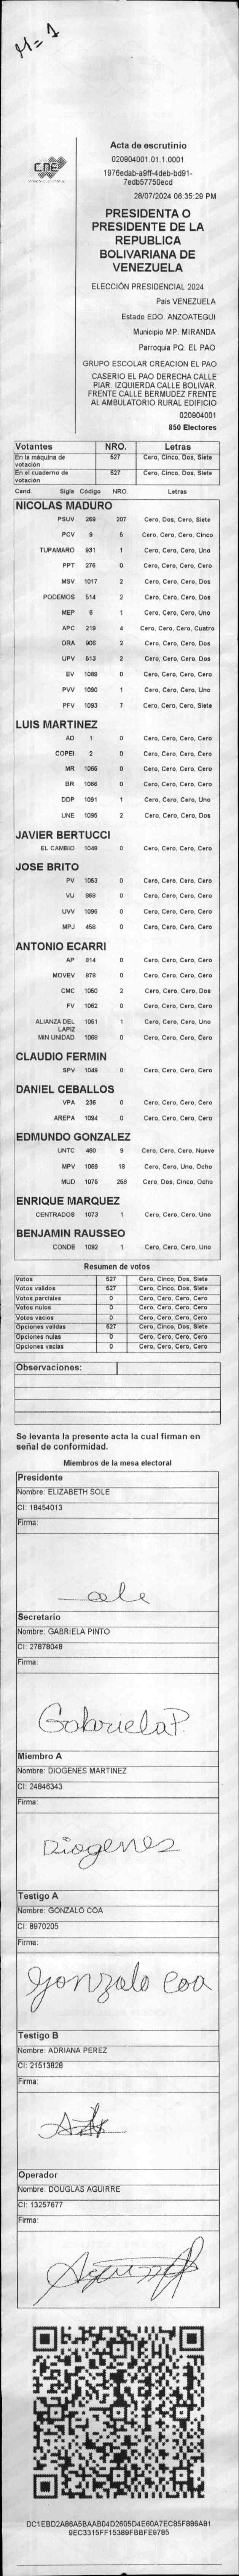 M= 1
CNE
Acta de escrutinio
020904001.01.1.0001
1976edab-a9ff-4deb-bd91-
7edb57750ecd
28/07/2024 06:35:29 PM
PRESIDENTA O
PRESIDENTE DE LA
REPUBLICA
BOLIVARIANA DE
VENEZUELA
ELECCIÓN PRESIDENCIAL 2024
Pais VENEZUELA
Estado EDO. ANZOATEGUI
Municipio MP. MIRANDA
Parroquia PQ. EL PAO
GRUPO ESCOLAR CREACION EL PAO
CASERIO EL PAO DERECHA CALLE
PIAR. IZQUIERDA CALLE BOLIVAR.
FRENTE CALLE BERMUDEZ FRENTE
AL AMBULATORIO RURAL EDIFICIO
020904001
850 Electores
Votantes NRO. Letras
En la máquina de votación 527 Cero, Cinco, Dos, Siete
En el cuaderno de votación 527 Cero, Cinco, Dos, Siete
Cand. Sigla Código NRO. Letras
NICOLAS MADURO
PSUV 269 207 Cero, Dos, Cero, Siete
PCV 9 5 Cero, Cero, Cero, Cinco
TUPAMARO 931 1 Cero, Cero, Cero, Uno
PPT 276 0 Cero, Cero, Cero, Cero
MSV 1017 2 Cero, Cero, Cero, Dos
PODEMOS 514 2 Cero, Cero, Cero, Dos
MEP 6 1 Cero, Cero, Cero, Uno
APC 219 4 Cero, Cero, Cero, Cuatro
ORA 906 2 Cero, Cero, Cero, Dos
UPV 513 2 Cero, Cero, Cero, Dos
EV 1089 0 Cero, Cero, Cero, Cero
PVV 1090 1 Cero, Cero, Cero, Uno
PFV 1093 7 Cero, Cero, Cero, Siete
LUIS MARTINEZ
AD 1 0 Cero, Cero, Cero, Cero
COPEI 2 0 Cero, Cero, Cero, Cero
MR 1065 0 Cero, Cero, Cero, Cero
BR 1066 0 Cero, Cero, Cero, Cero
DDP 1091 1 Cero, Cero, Cero, Uno
UNE 1095 2 Cero, Cero, Cero, Dos
JAVIER BERTUCCI
EL CAMBIO 1048 0 Cero, Cero, Cero, Cero
JOSE BRITO
PV 1063 0 Cero, Cero, Cero, Cero
VU 868 0 Cero, Cero, Cero, Cero
UVV 1096 0 Cero, Cero, Cero, Cero
MPJ 458 0 Cero, Cero, Cero, Cero
ANTONIO ECARRI
AP 814 0 Cero, Cero, Cero, Cero
MOVEV 878 0 Cero, Cero, Cero, Cero
CMC 1050 2 Cero, Cero, Cero, Dos
FV 1062 0 Cero, Cero, Cero, Cero
ALIANZA DEL LAPIZ 1051 1 Cero, Cero, Cero, Uno
MIN UNIDAD 1068 0 Cero, Cero, Cero, Cero
CLAUDIO FERMIN
SPV 1049 0 Cero, Cero, Cero, Cero
DANIEL CEBALLOS
VPA 236 0 Cero, Cero, Cero, Cero
AREPA 1094 0 Cero, Cero, Cero, Cero
EDMUNDO GONZALEZ
UNTC 460 9 Cero, Cero, Cero, Nueve
MPV 1069 18 Cero, Cero, Uno, Ocho
MUD 1075 258 Cero, Dos, Cinco, Ocho
ENRIQUE MARQUEZ
CENTRADOS 1073 1 Cero, Cero, Cero, Uno
BENJAMIN RAUSSEO
CONDE 1092 1 Cero, Cero, Cero, Uno
Resumen de votos
Votos 527 Cero, Cinco, Dos, Siete
Votos validos 527 Cero, Cinco, Dos, Siete
Votos parciales 0 Cero, Cero, Cero, Cero
Votos nulos 0 Cero, Cero, Cero, Cero
Votos vacios 0 Cero, Cero, Cero, Cero
Opciones validas 527 Cero, Cinco, Dos, Siete
Opciones nulas 0 Cero, Cero, Cero, Cero
Opciones vacias 0 Cero, Cero, Cero, Cero
Observaciones:
Se levanta la presente acta la cual firman en
señal de conformidad.
Miembros de la mesa electoral
Presidente
Nombre: ELIZABETH SOLE
CI: 18454013
Firma:
Secretario
Nombre: GABRIELA PINTO
CI: 27878048
Firma:
Gabriela P.
Miembro A
Nombre: DIOGENES MARTINEZ
CI: 24846343
Firma:
Diogenes
Testigo A
Nombre: GONZALO COA
CI: 8970205
Firma:
Gonzalo Coa
Testigo B
Nombre: ADRIANA PEREZ
CI: 21513828
Firma:
Operador
Nombre: DOUGLAS AGUIRRE
CI: 13257677
Firma:
DC1EBD2A86A5BAAB04D2605D4E60A7EC85F886A81
9EC3315FF15389FBBFE9785